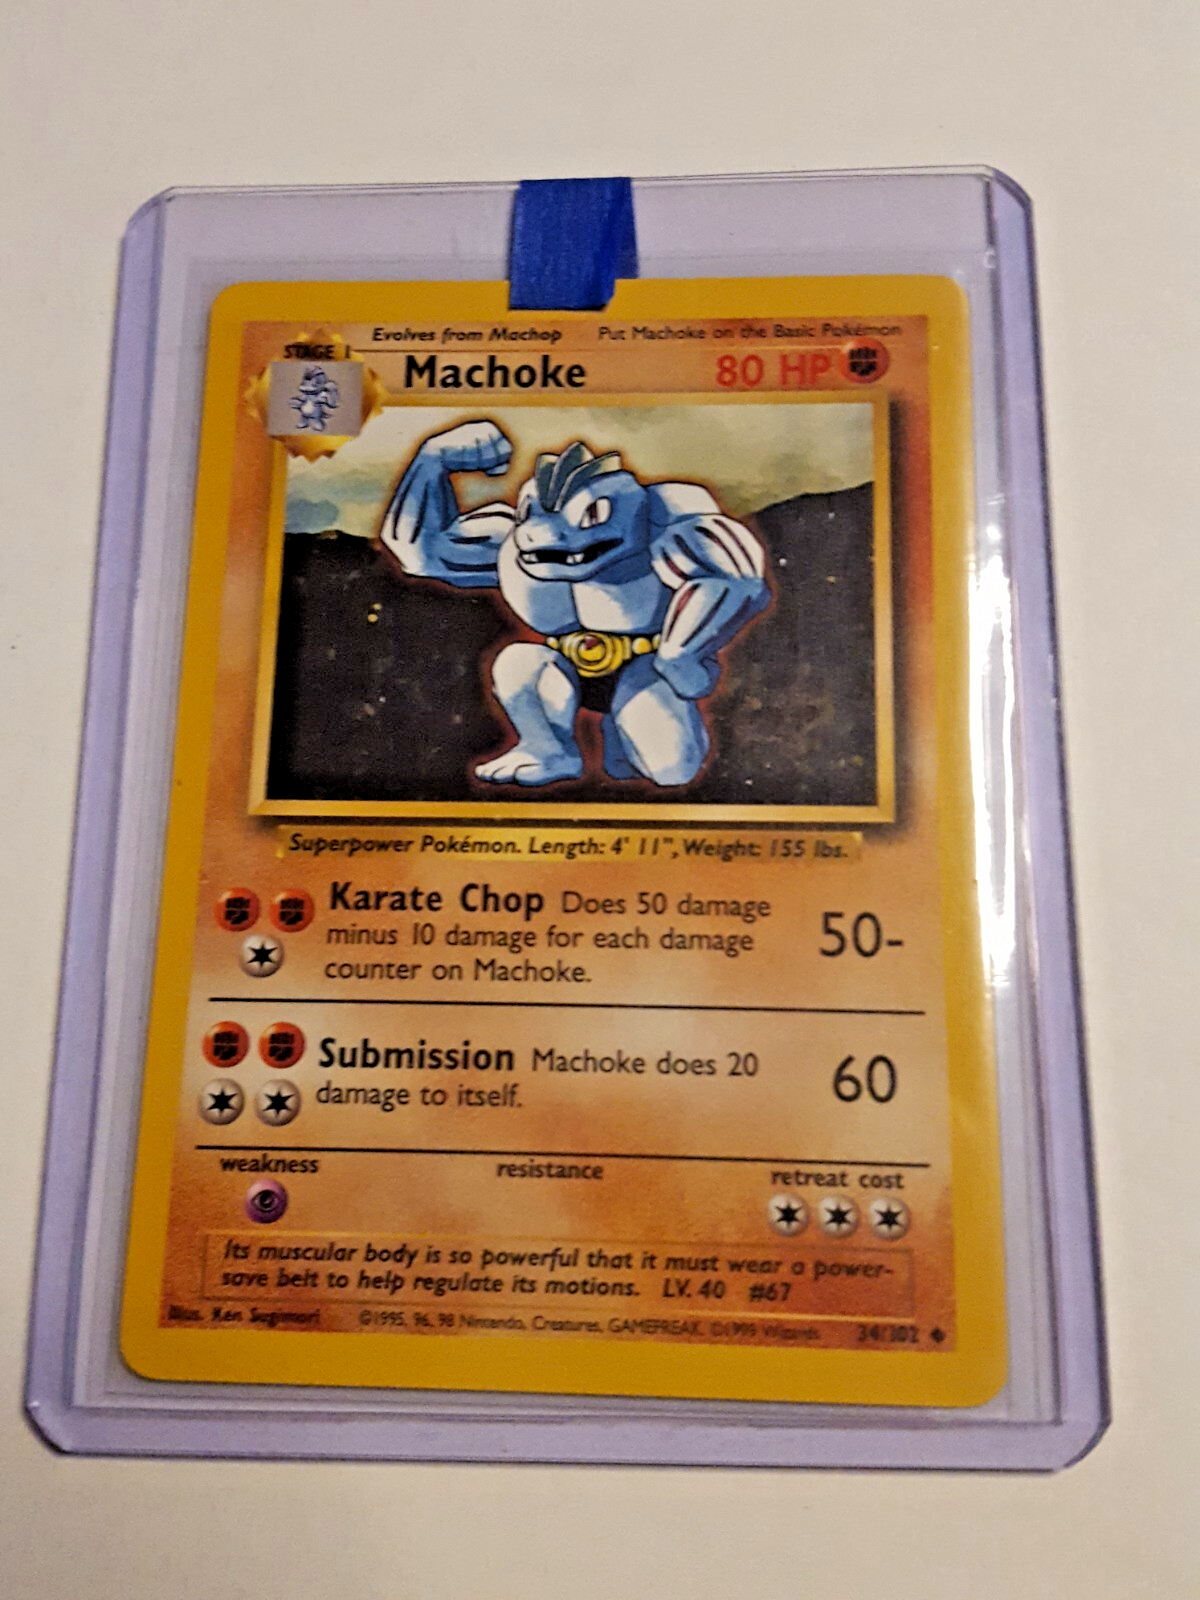 Evolves from Machop Put Machoke on the Basic Pokémon
STAGE 1
Machoke 80 HP
Superpower Pokémon. Length: 4' 11", Weight: 155 lbs.
Karate Chop Does 50 damage
minus 10 damage for each damage
counter on Machoke.
50-
Submission Machoke does 20
damage to itself.
60
weakness resistance retreat cost
Its muscular body is so powerful that it must wear a power-
save belt to help regulate its motions. LV. 40 #67
Illus. Ken Sugimori ©1995, 96, 98 Nintendo, Creatures, GAMEFREAK. ©1999 Wizards 34/102